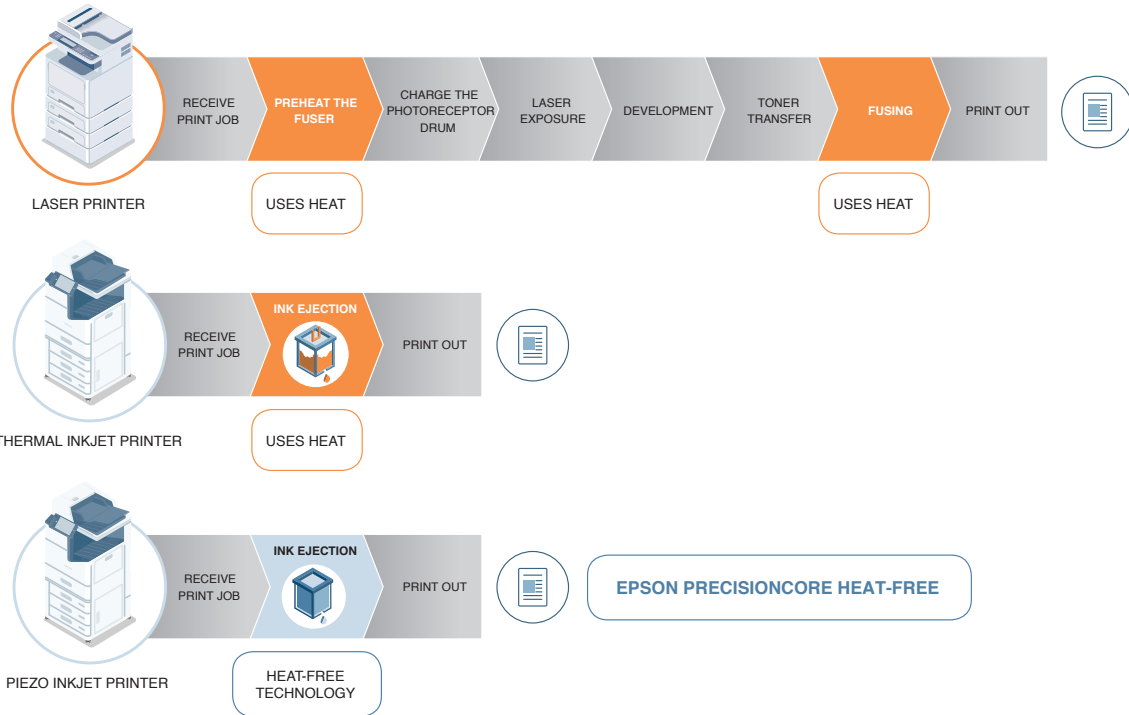 RECEIVE
PRINT JOB
PREHEAT THE
FUSER
CHARGE THE
PHOTORECEPTOR
DRUM
LASER
EXPOSURE
DEVELOPMENT
TONER
TRANSFER
FUSING
PRINT OUT
LASER PRINTER
USES HEAT
USES HEAT
RECEIVE
PRINT JOB
INK EJECTION
PRINT OUT
THERMAL INKJET PRINTER
USES HEAT
RECEIVE
PRINT JOB
INK EJECTION
PRINT OUT
EPSON PRECISIONCORE HEAT-FREE
PIEZO INKJET PRINTER
HEAT-FREE
TECHNOLOGY